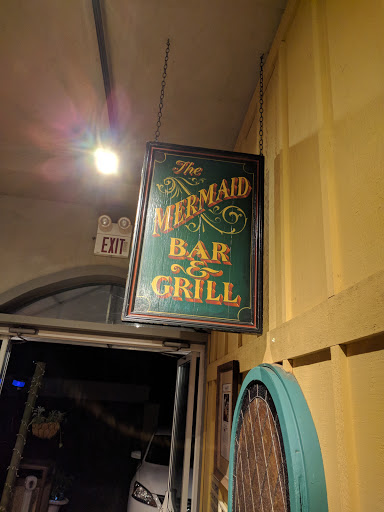 The
MERMAID
BAR
&
GRILL
EXIT